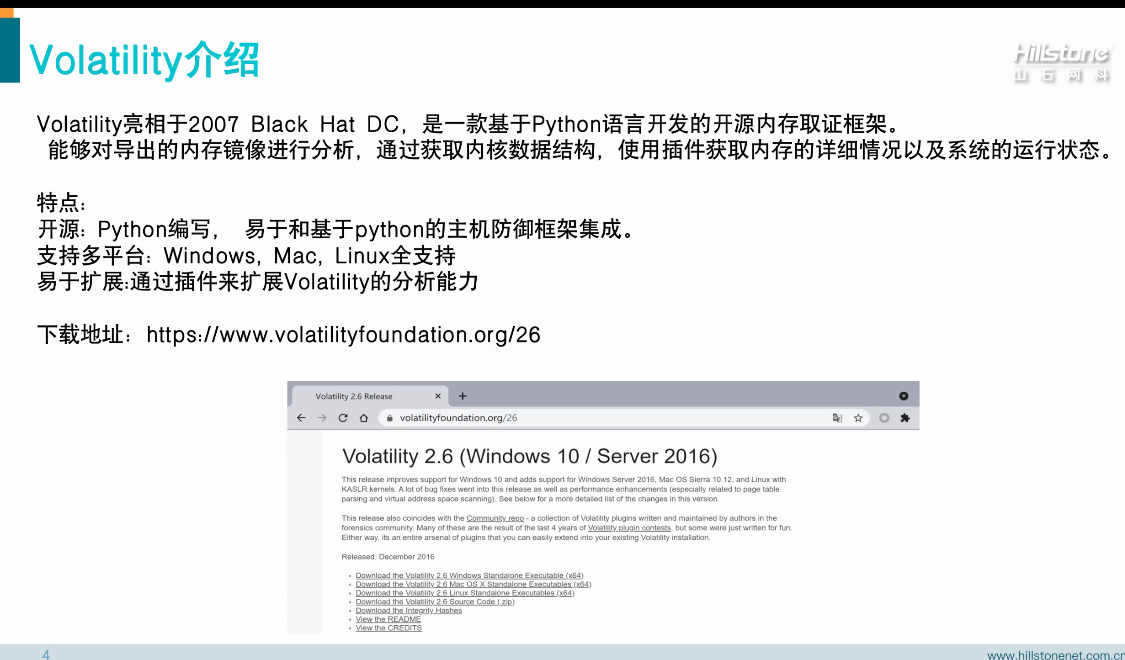 Volatility介绍
Hillstone
山石网科
Volatility亮相于2007 Black Hat DC，是一款基于Python语言开发的开源内存取证框架。
能够对导出的内存镜像进行分析，通过获取内核数据结构，使用插件获取内存的详细情况以及系统的运行状态。
特点:
开源: Python编写， 易于和基于python的主机防御框架集成。
支持多平台: Windows, Mac, Linux全支持
易于扩展:通过插件来扩展Volatility的分析能力
下载地址：https://www.volatilityfoundation.org/26
Volatility 2.6 Release
volatilityfoundation.org/26
Volatility 2.6 (Windows 10 / Server 2016)
This release improves support for Windows 10 and adds support for Windows Server 2016, Mac OS Sierra 10.12, and Linux with
KASLR kernels. A lot of bug fixes went into this release as well as performance enhancements (especially related to page table
parsing and virtual address space scanning). See below for a more detailed list of the changes in this version.
This release also coincides with the Community repo - a collection of Volatility plugins written and maintained by authors in the
forensics community. Many of these are the result of the last 4 years of Volatility plugin contests, but some were just written for fun.
Either way, its an entire arsenal of plugins that you can easily extend into your existing Volatility installation.
Released: December 2016
Download the Volatility 2.6 Windows Standalone Executable (x64)
Download the Volatility 2.6 Mac OS X Standalone Executables (x64)
Download the Volatility 2.6 Linux Standalone Executables (x64)
Download the Volatility 2.6 Source Code (.zip)
Download the Integrity Hashes
View the README
View the CREDITS
4
www.hillstonenet.com.cn